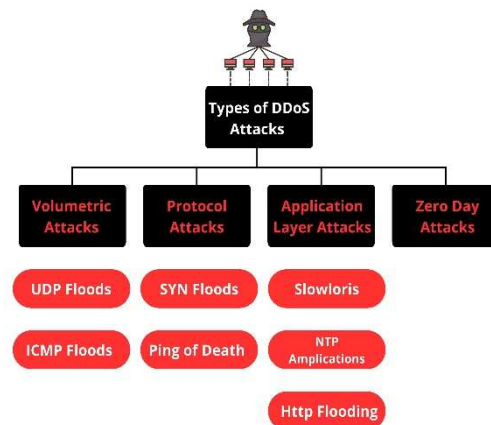 Types of DDoS
Attacks
Volumetric
Attacks
Protocol
Attacks
Application
Layer Attacks
Zero Day
Attacks
UDP Floods
SYN Floods
Slowloris
ICMP Floods
Ping of Death
NTP
Amplications
Http Flooding